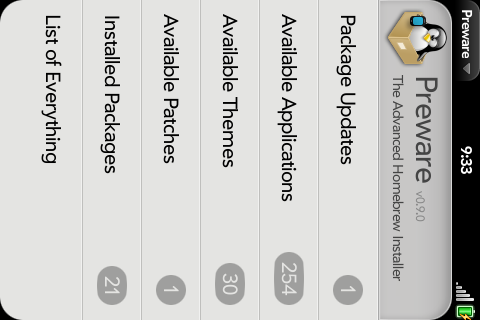 Preware
9:33
Preware v0.9.0
The Advanced Homebrew Installer
Package Updates 1
Available Applications 254
Available Themes 30
Available Patches 1
Installed Packages 21
List of Everything